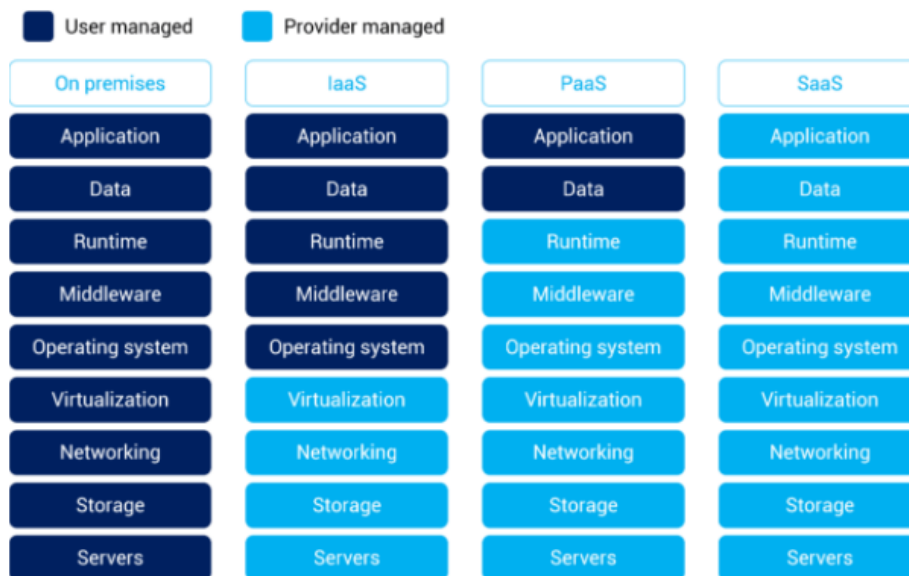 User managed Provider managed
On premises IaaS PaaS SaaS
Application Application Application Application
Data Data Data Data
Runtime Runtime Runtime Runtime
Middleware Middleware Middleware Middleware
Operating system Operating system Operating system Operating system
Virtualization Virtualization Virtualization Virtualization
Networking Networking Networking Networking
Storage Storage Storage Storage
Servers Servers Servers Servers